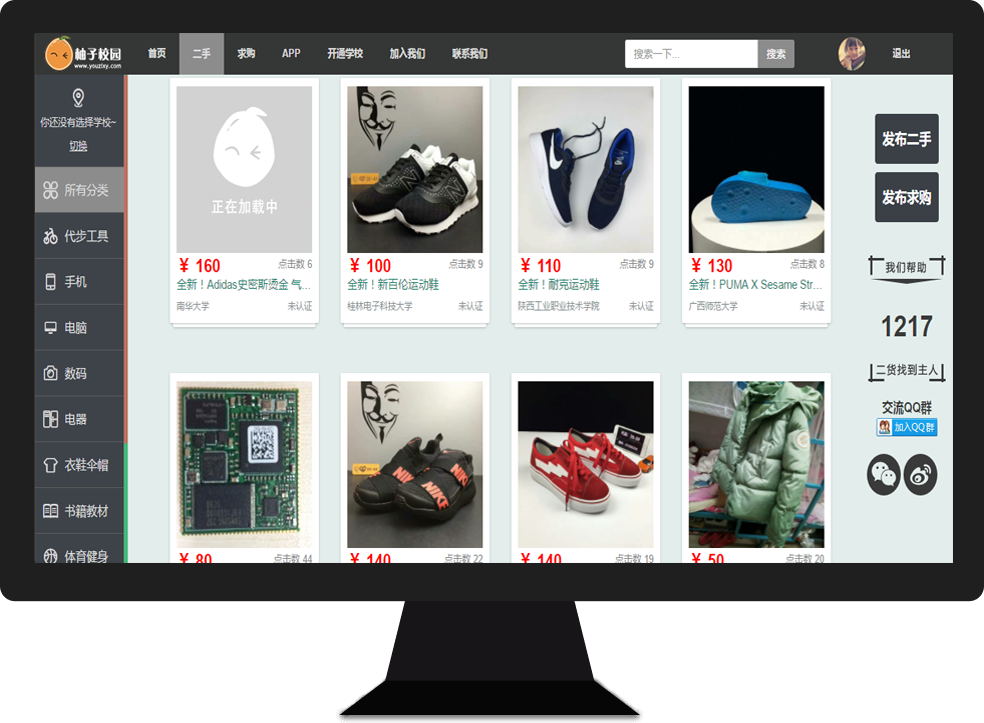 柚子校园
www.youzixy.com
首页 二手 求购 APP 开通学校 加入我们 联系我们
搜索一下... 搜索
退出
你还没有选择学校~
切换
所有分类
代步工具
手机
电脑
数码
电器
衣鞋伞帽
书籍教材
体育健身
正在加载中
¥ 160 点击数 6
全新！Adidas史密斯烫金 气...
南华大学 未认证
¥ 100 点击数 9
全新！新百伦运动鞋
桂林电子科技大学 未认证
¥ 110 点击数 9
全新！耐克运动鞋
陕西工业职业技术学院 未认证
¥ 130 点击数 8
全新！PUMA X Sesame Str...
广西师范大学 未认证
NIKE
¥ 80 点击数 44
¥ 140 点击数 22
¥ 140 点击数 19
¥ 50 点击数 20
发布二手
发布求购
我们帮助
1217
二货找到主人
交流QQ群
加入QQ群